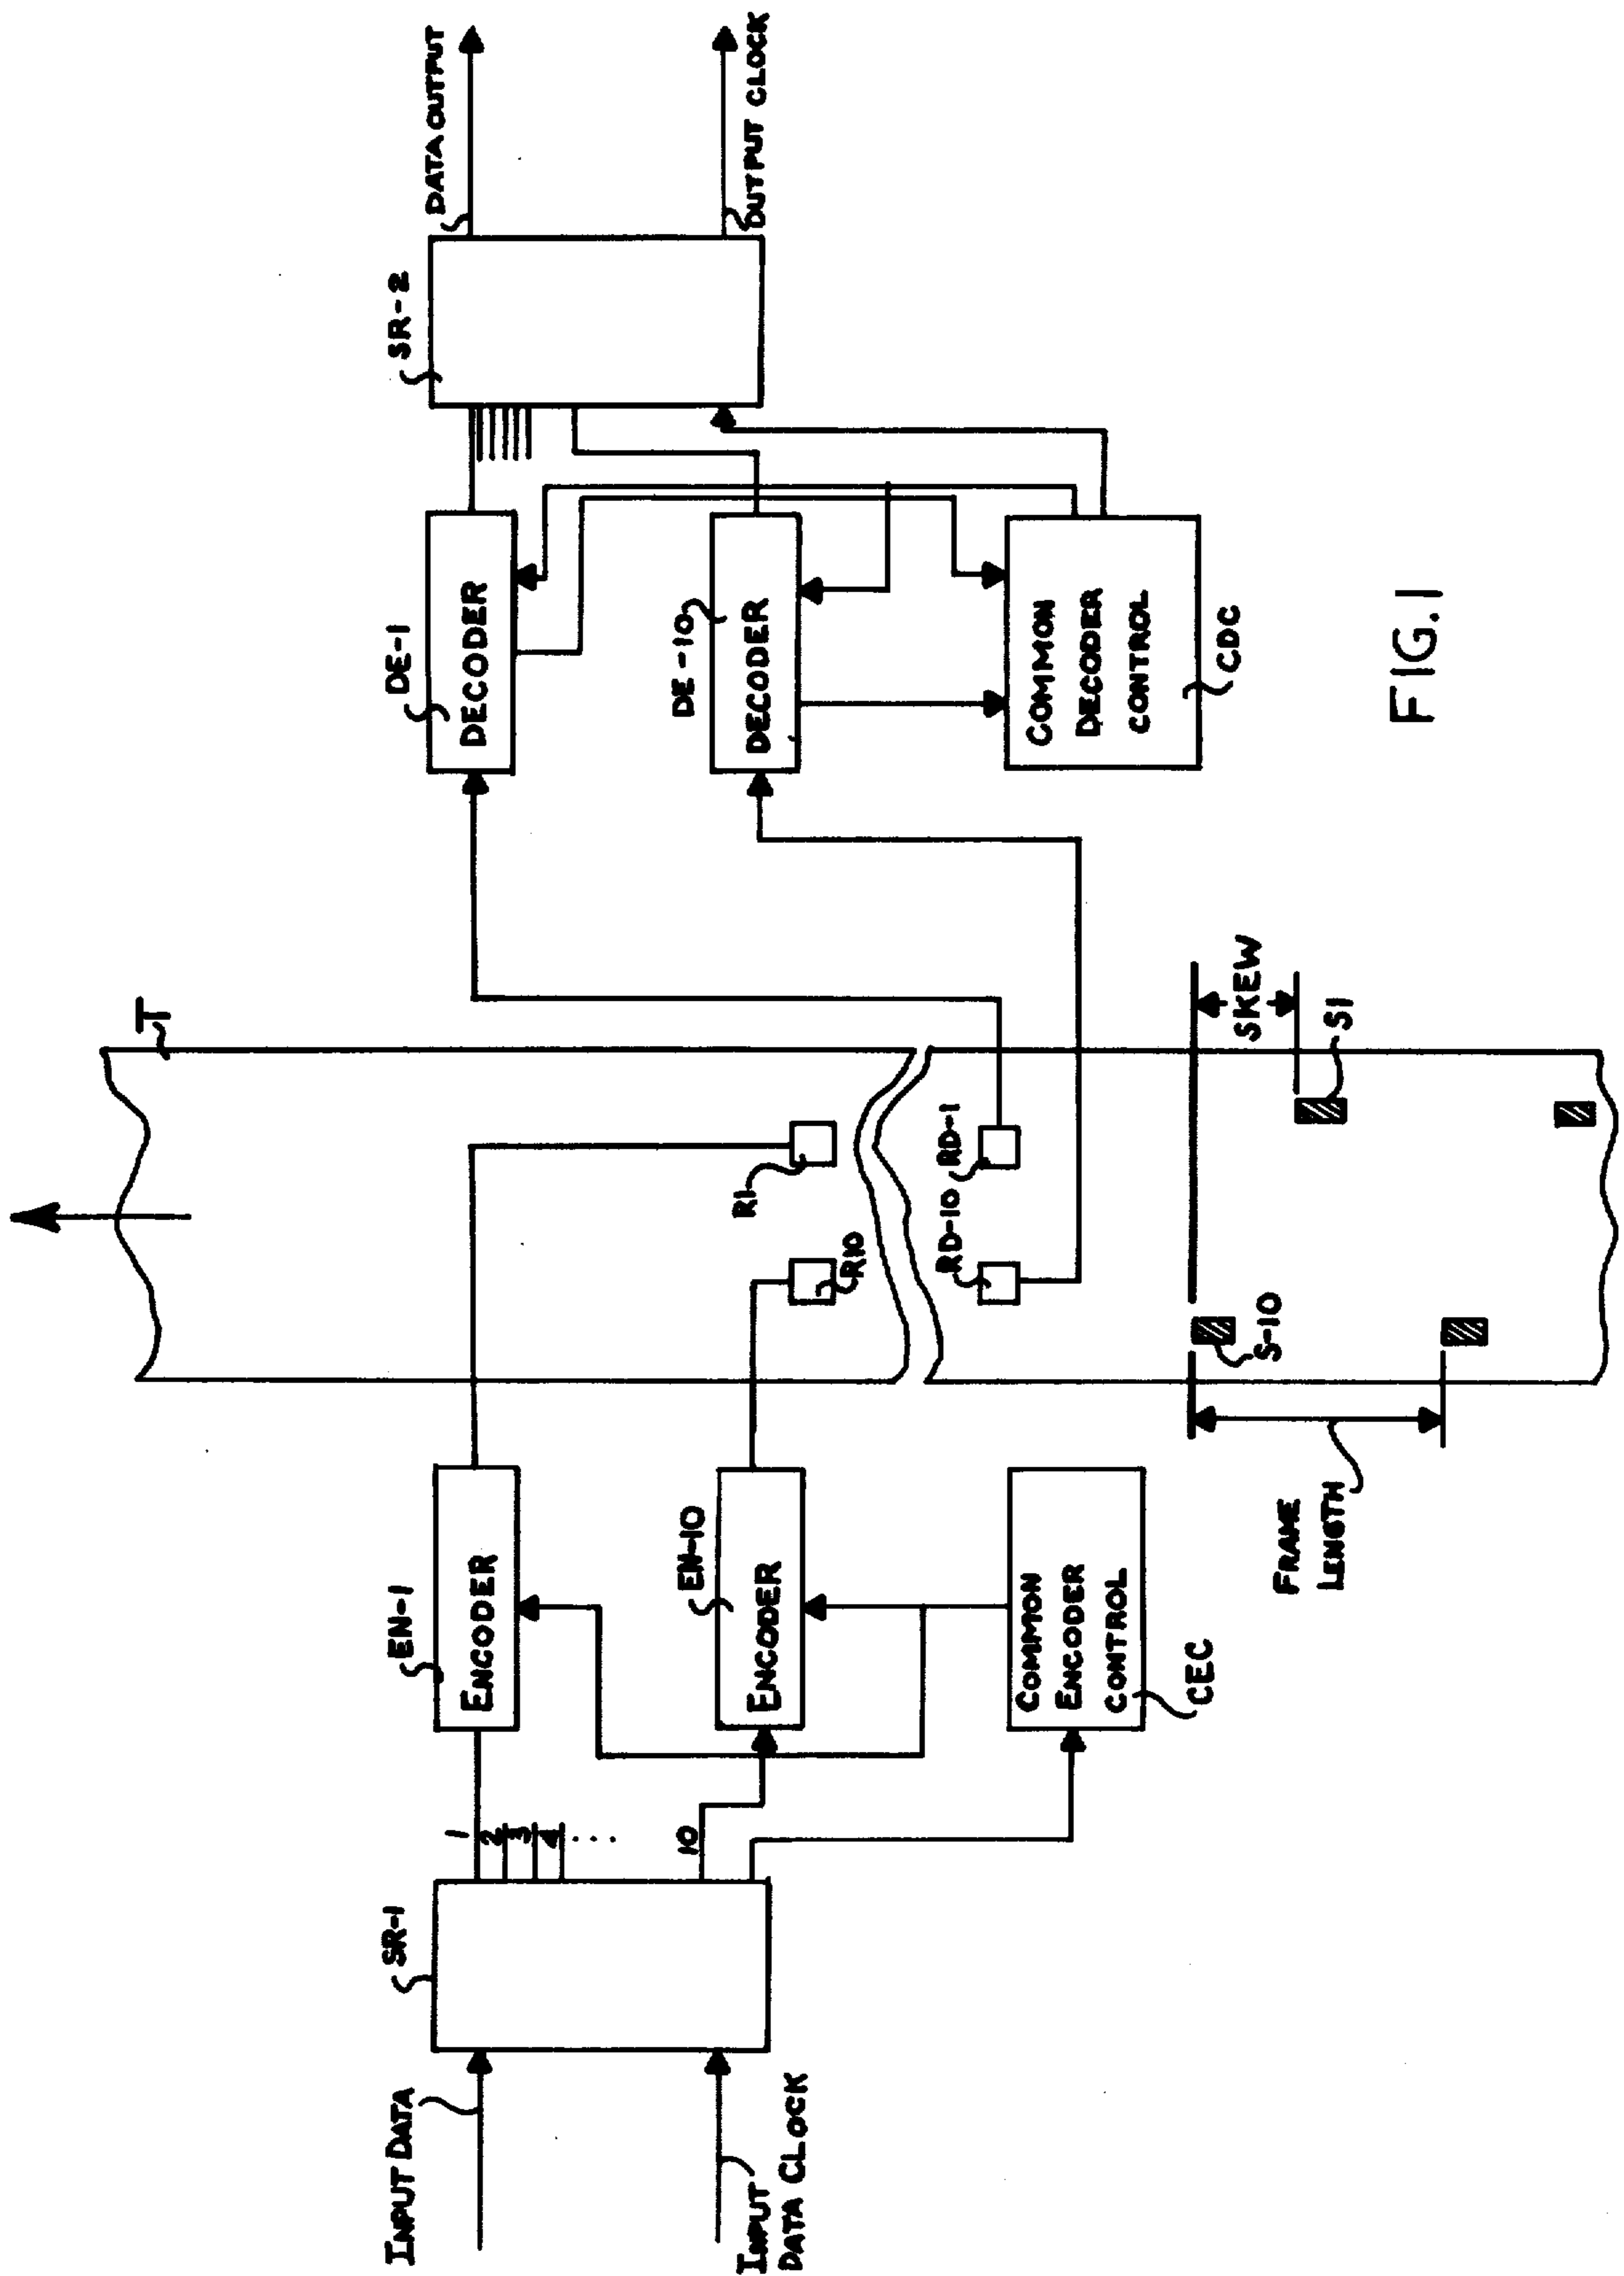 INPUT DATA
INPUT
DATA CLOCK
SR-1
1
2
3
4
....
10
EN-1
ENCODER
EN-10
ENCODER
COMMON
ENCODER
CONTROL
CEC
FRAME
LENGTH
T
R1
R10
RD-10
RD-1
S-10
S1
SKEW
DE-1
DECODER
DE-10
DECODER
COMMON
DECODER
CONTROL
CDC
SR-2
DATA OUTPUT
OUTPUT CLOCK
FIG.1